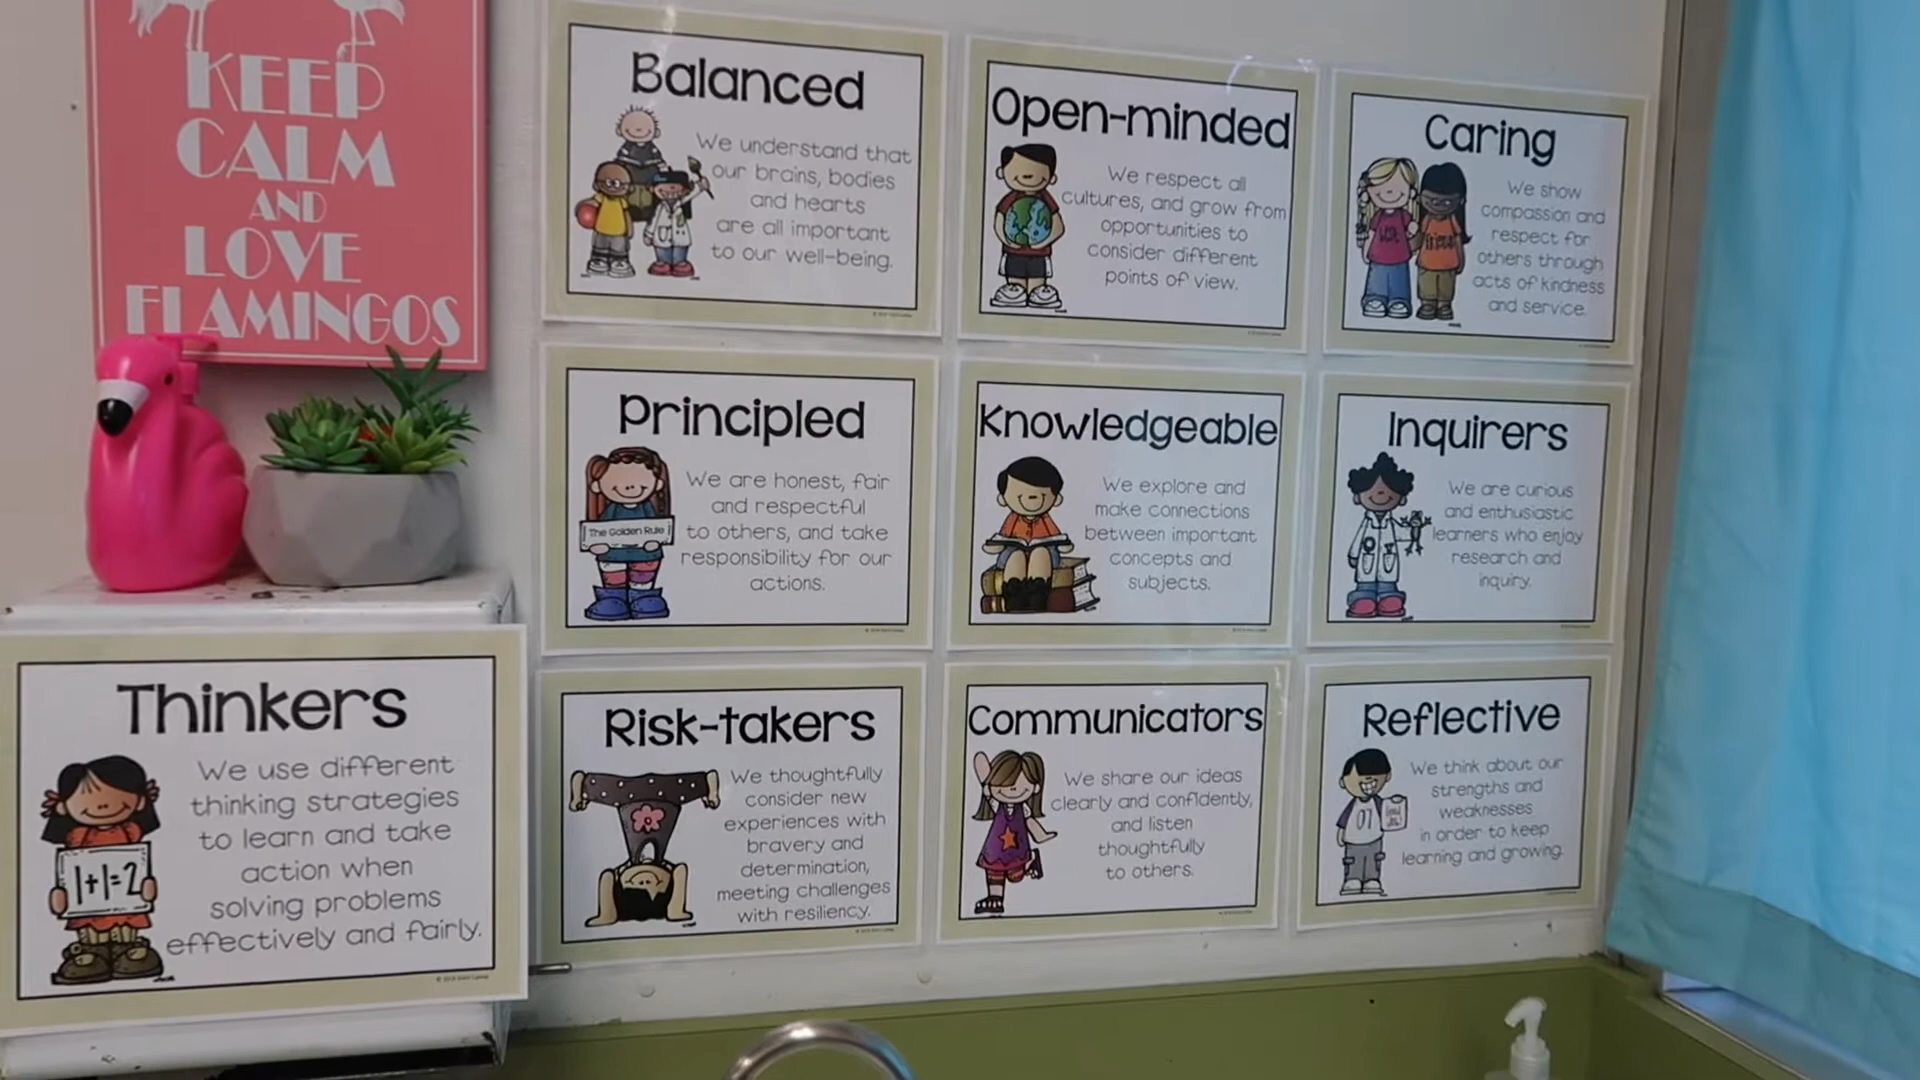 KEEP
CALM
AND
LOVE
FLAMINGOS
Balanced
We understand that
our brains, bodies
and hearts
are all important
to our well-being.
Open-minded
We respect all
cultures, and grow from
opportunities to
consider different
points of view.
Caring
We show
compassion and
respect for
others through
acts of kindness
and service.
Principled
The Golden Rule
We are honest, fair
and respectful
to others, and take
responsibility for our
actions.
Knowledgeable
We explore and
make connections
between important
concepts and
subjects.
Inquirers
We are curious
and enthusiastic
learners who enjoy
research and
inquiry.
Thinkers
1+1=2
We use different
thinking strategies
to learn and take
action when
solving problems
effectively and fairly.
Risk-takers
We thoughtfully
consider new
experiences with
bravery and
determination,
meeting challenges
with resiliency.
Communicators
We share our ideas
clearly and confidently,
and listen
thoughtfully
to others.
Reflective
We think about our
strengths and
weaknesses
in order to keep
learning and growing.